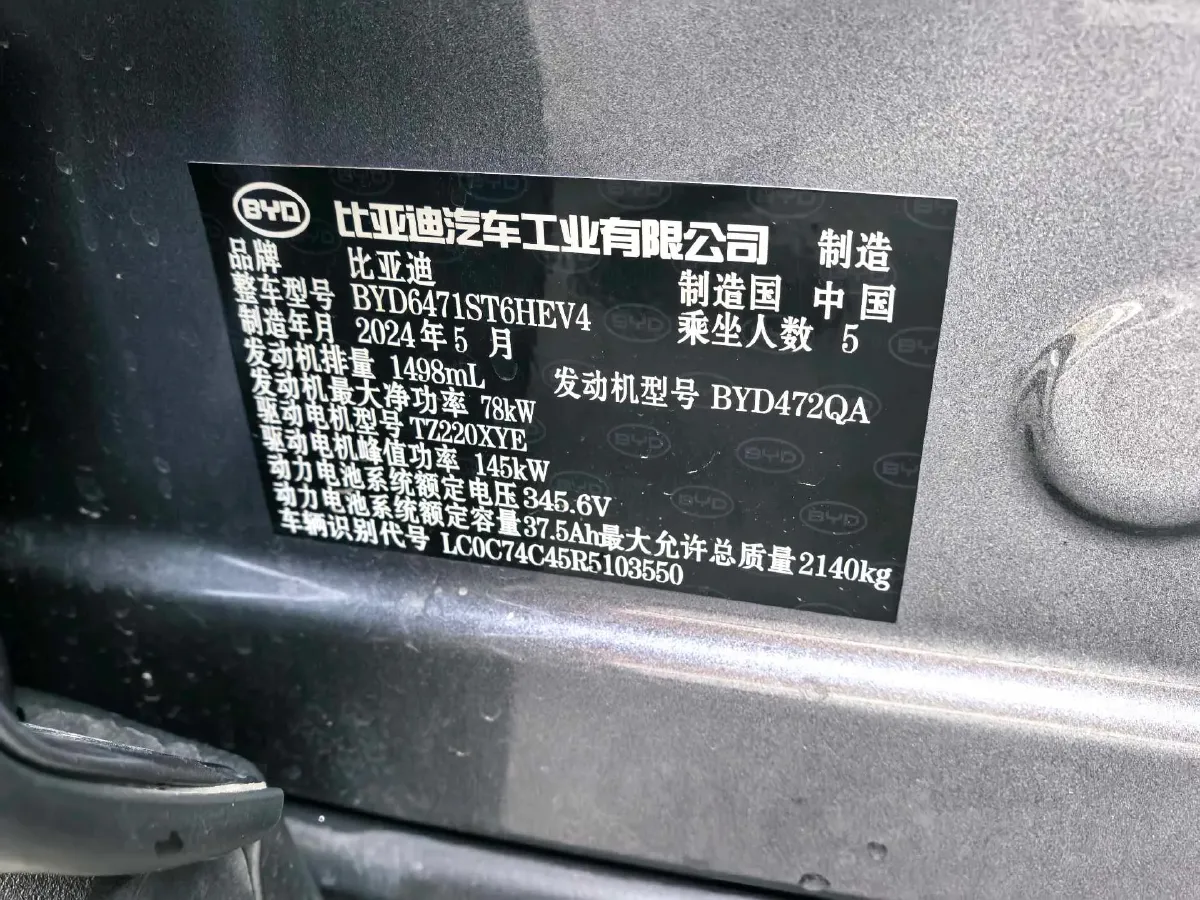 BYD 比亚迪汽车工业有限公司 制造
品牌 比亚迪 制造国 中国
整车型号 BYD6471ST6HEV4 乘坐人数 5
制造年月 2024年5月
发动机排量 1498mL 发动机型号 BYD472QA
发动机最大净功率 78kW
驱动电机型号 TZ220XYE
驱动电机峰值功率 145kW
动力电池系统额定电压 345.6V
动力电池系统额定容量 37.5Ah 最大允许总质量 2140kg
车辆识别代号 LC0C74C45R5103550